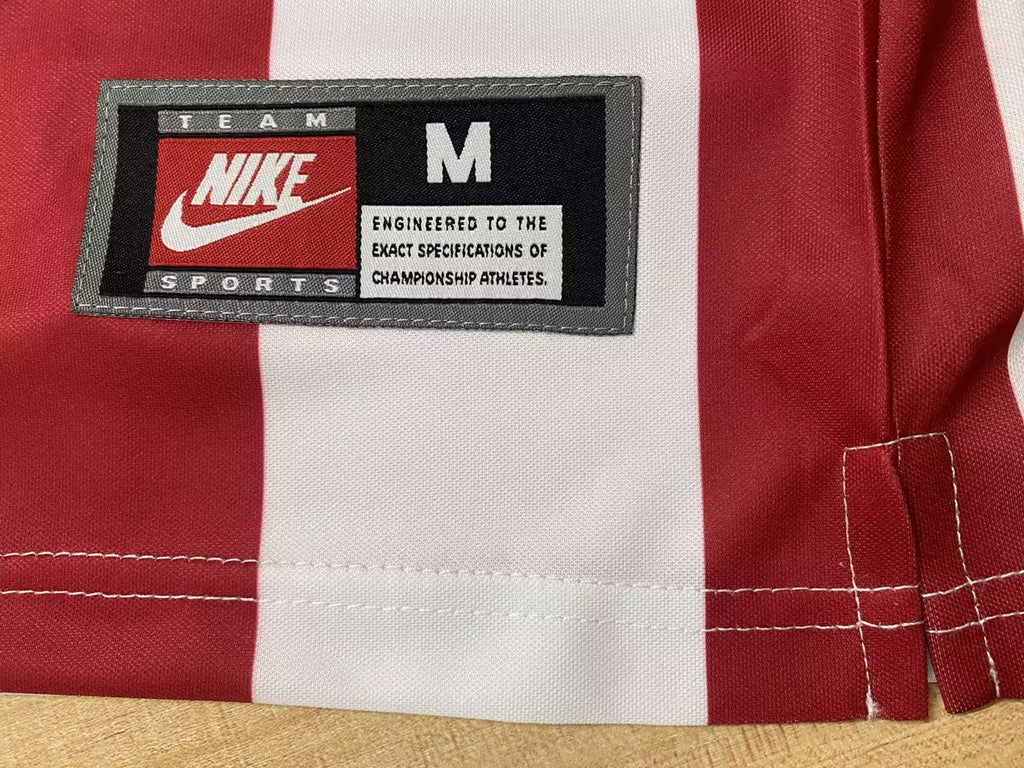 TEAM
NIKE
SPORTS
M
ENGINEERED TO THE
EXACT SPECIFICATIONS OF
CHAMPIONSHIP ATHLETES.